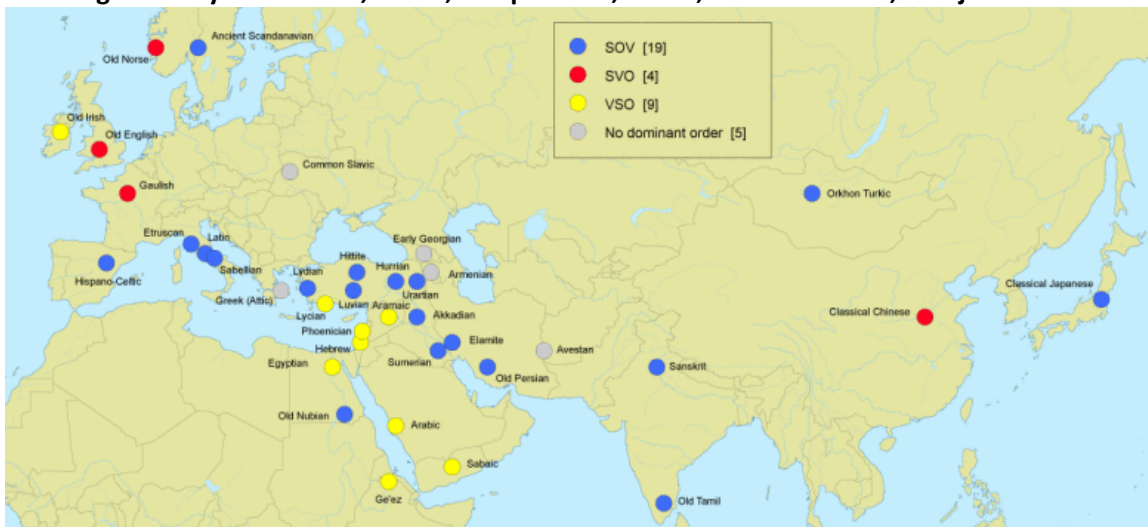 Ancient Scandanavian
Old Norse
SOV [19]
SVO [4]
VSO [9]
No dominant order [5]
Old Irish
Old English
Common Slavic
Gaulish
Orkhon Turkic
Etruscan
Latin
Sabellian
Hispano-Celtic
Early Georgian
Hittite
Hurrian
Armenian
Lydian
Urartian
Greek (Attic)
Luvian
Aramaic
Lycian
Classical Japanese
Classical Chinese
Akkadian
Phoenician
Hebrew
Elamite
Avestan
Egyptian
Sumerian
Old Persian
Sanskrit
Old Nubian
Arabic
Sabaic
Ge'ez
Old Tamil